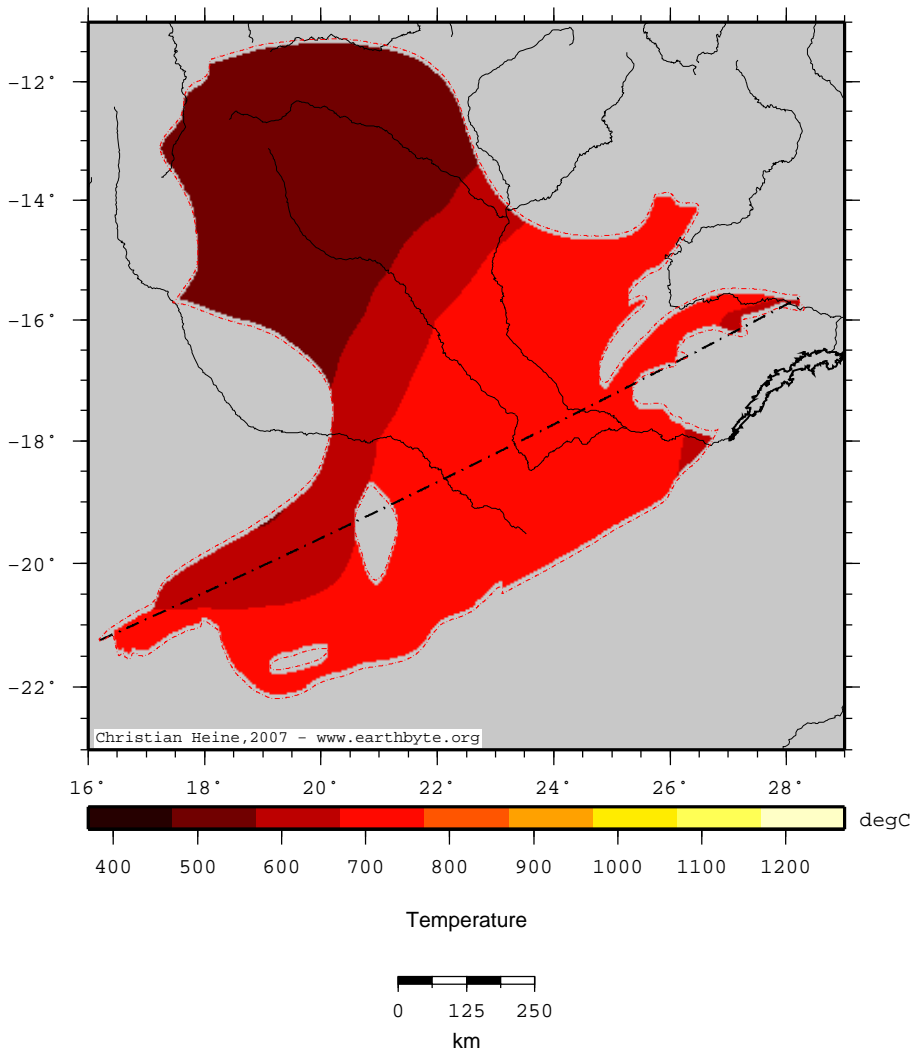 −12˚
−14˚
−16˚
−18˚
−20˚
−22˚
Christian Heine,2007 − www.earthbyte.org
16˚ 18˚ 20˚ 22˚ 24˚ 26˚ 28˚
degC
400 500 600 700 800 900 1000 1100 1200
Temperature
0 125 250
km